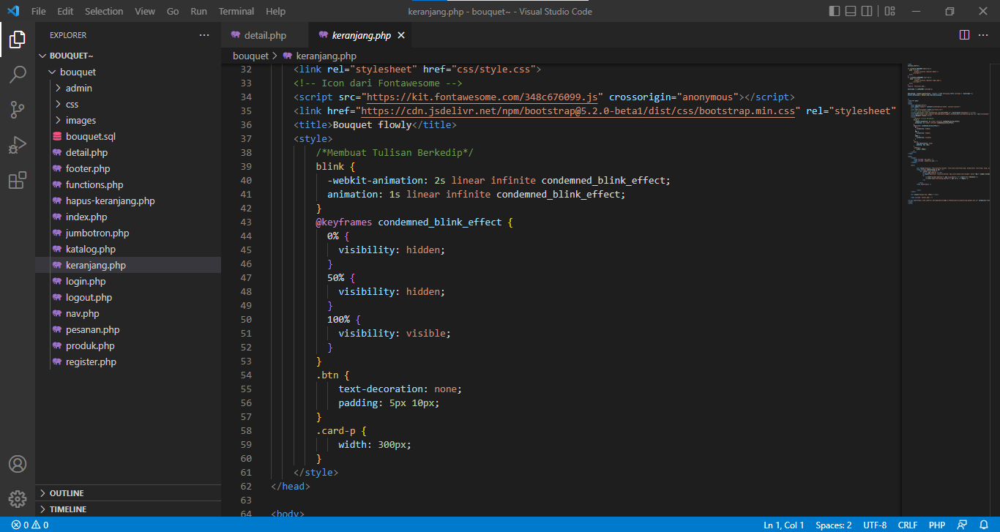 File Edit Selection View Go Run Terminal Help
keranjang.php - bouquet~ - Visual Studio Code
EXPLORER
BOUQUET~
bouquet
admin
css
images
bouquet.sql
detail.php
footer.php
functions.php
hapus-keranjang.php
index.php
jumbotron.php
katalog.php
keranjang.php
login.php
logout.php
nav.php
pesanan.php
produk.php
register.php
OUTLINE
TIMELINE
detail.php
keranjang.php
bouquet > keranjang.php
32 <link rel="stylesheet" href="css/style.css">
33 <!-- Icon dari Fontawesome -->
34 <script src="https://kit.fontawesome.com/348c676099.js" crossorigin="anonymous"></script>
35 <link href="https://cdn.jsdelivr.net/npm/bootstrap@5.2.0-beta1/dist/css/bootstrap.min.css" rel="stylesheet"
36 <title>Bouquet flowly</title>
37 <style>
38 /*Membuat Tulisan Berkedip*/
39 blink {
40 -webkit-animation: 2s linear infinite condemned_blink_effect;
41 animation: 1s linear infinite condemned_blink_effect;
42 }
43 @keyframes condemned_blink_effect {
44 0% {
45 visibility: hidden;
46 }
47 50% {
48 visibility: hidden;
49 }
50 100% {
51 visibility: visible;
52 }
53 }
54 .btn {
55 text-decoration: none;
56 padding: 5px 10px;
57 }
58 .card-p {
59 width: 300px;
60 }
61 </style>
62 </head>
63
64 <body>
0 0
Ln 1, Col 1 Spaces: 2 UTF-8 CRLF PHP